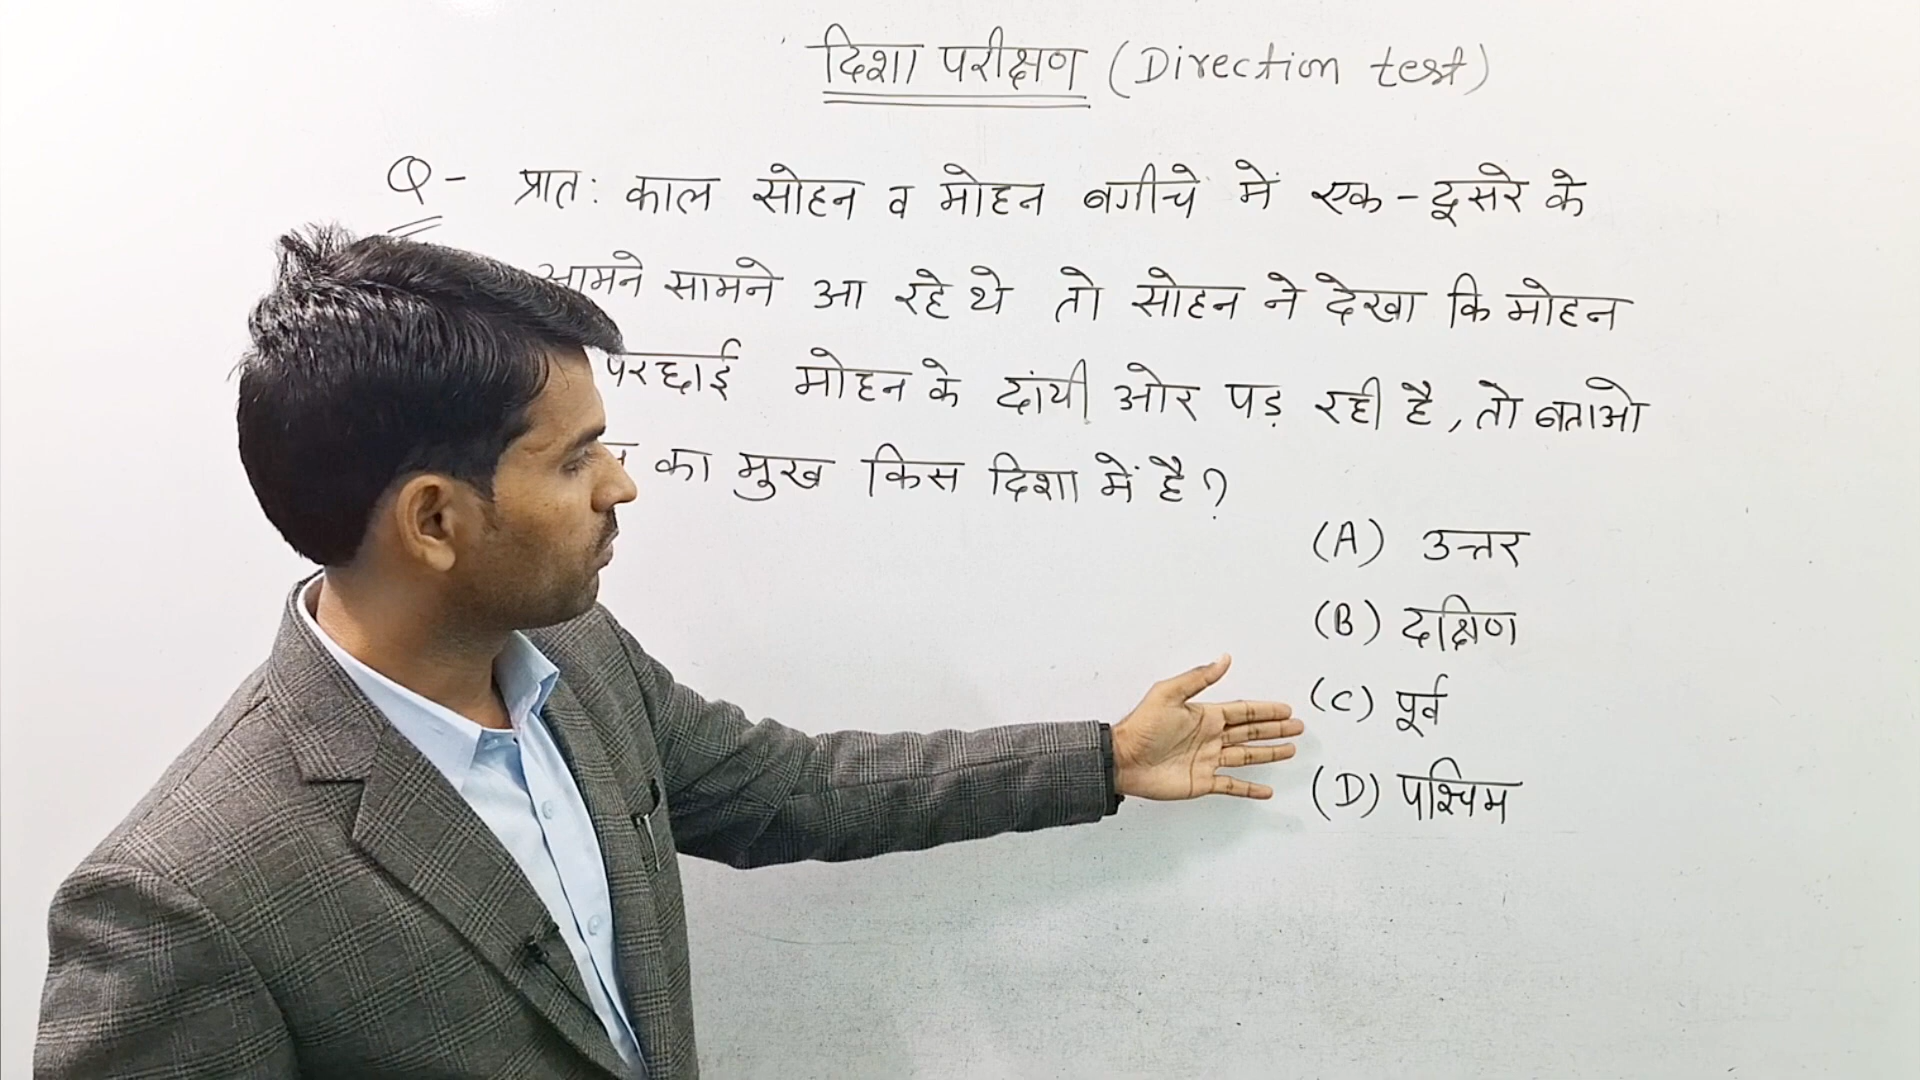 दिशा परीक्षण (Direction test)
Q- प्रात: काल सोहन व मोहन बगीचे में एक-दूसरे के
आमने सामने आ रहे थे तो सोहन ने देखा कि मोहन
परछाई मोहन के दांयी ओर पड़ रही है, तो बताओ
का मुख किस दिशा में है?
(A) उत्तर
(B) दक्षिण
(C) पूर्व
(D) पश्चिम